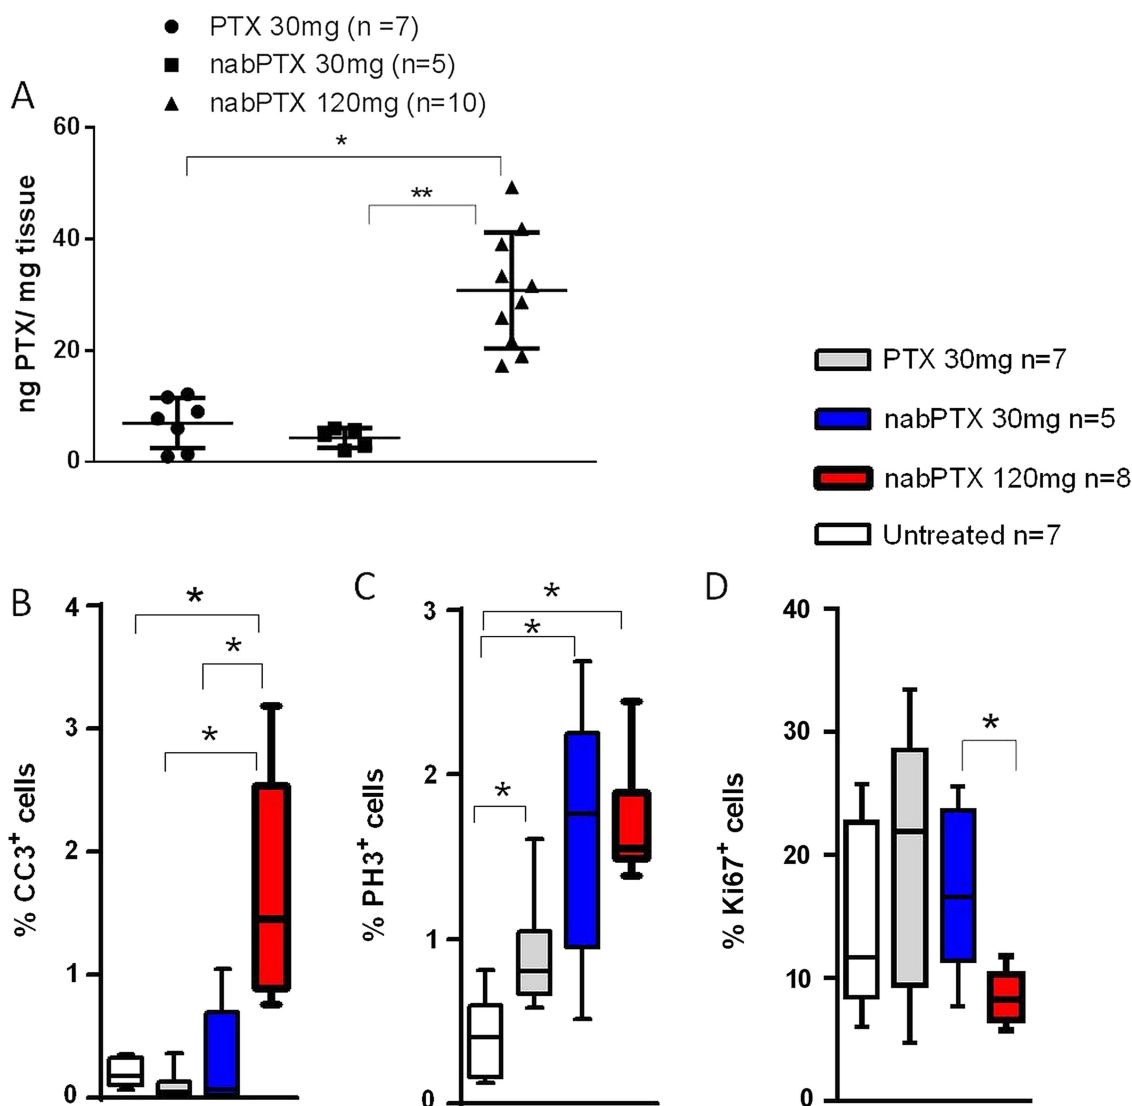 PTX 30mg (n =7)
nabPTX 30mg (n=5)
nabPTX 120mg (n=10)
A
60
40
20
0
ng PTX/ mg tissue
*
**
PTX 30mg n=7
nabPTX 30mg n=5
nabPTX 120mg n=8
Untreated n=7
B
4
3
2
1
0
% CC3+ cells
*
*
*
C
3
2
1
0
% PH3+ cells
*
*
*
D
40
30
20
10
0
% Ki67+ cells
*